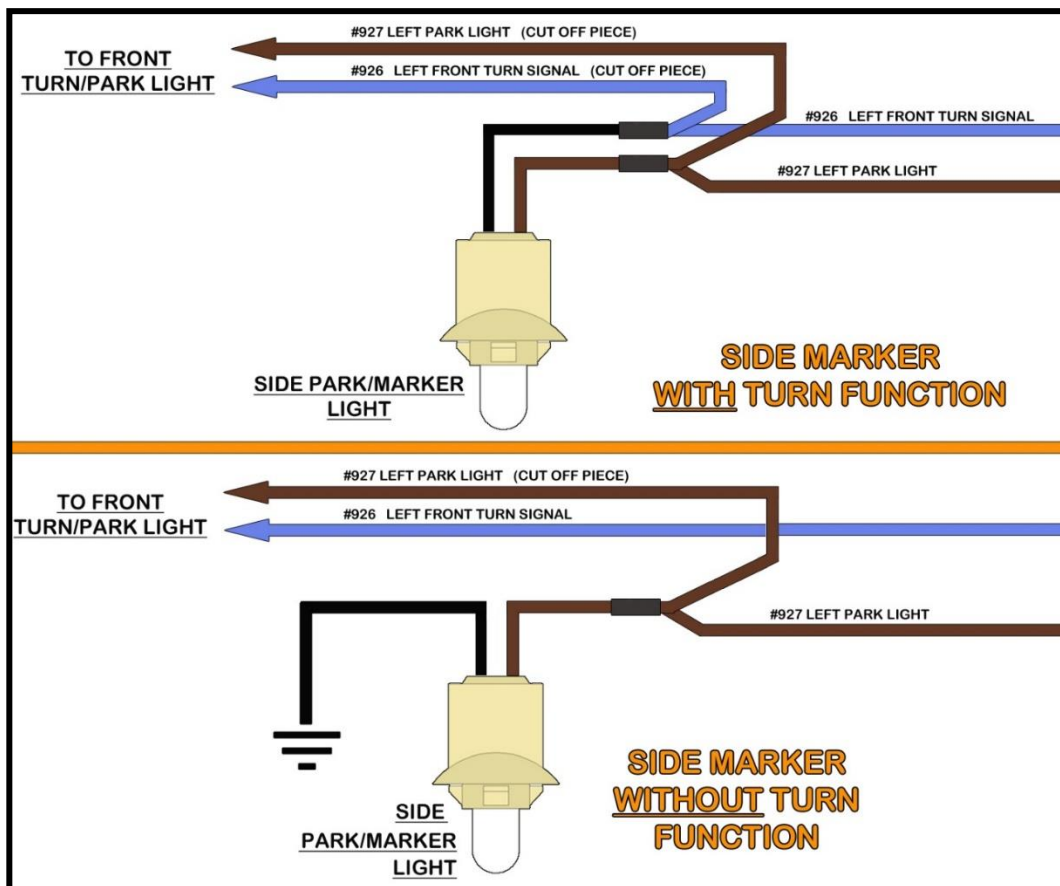 #927 LEFT PARK LIGHT (CUT OFF PIECE)
TO FRONT
TURN/PARK LIGHT
#926 LEFT FRONT TURN SIGNAL (CUT OFF PIECE)
#926 LEFT FRONT TURN SIGNAL
#927 LEFT PARK LIGHT
SIDE PARK/MARKER
LIGHT
SIDE MARKER
WITH TURN FUNCTION
#927 LEFT PARK LIGHT (CUT OFF PIECE)
TO FRONT
TURN/PARK LIGHT
#926 LEFT FRONT TURN SIGNAL
#927 LEFT PARK LIGHT
SIDE
PARK/MARKER
LIGHT
SIDE MARKER
WITHOUT TURN
FUNCTION